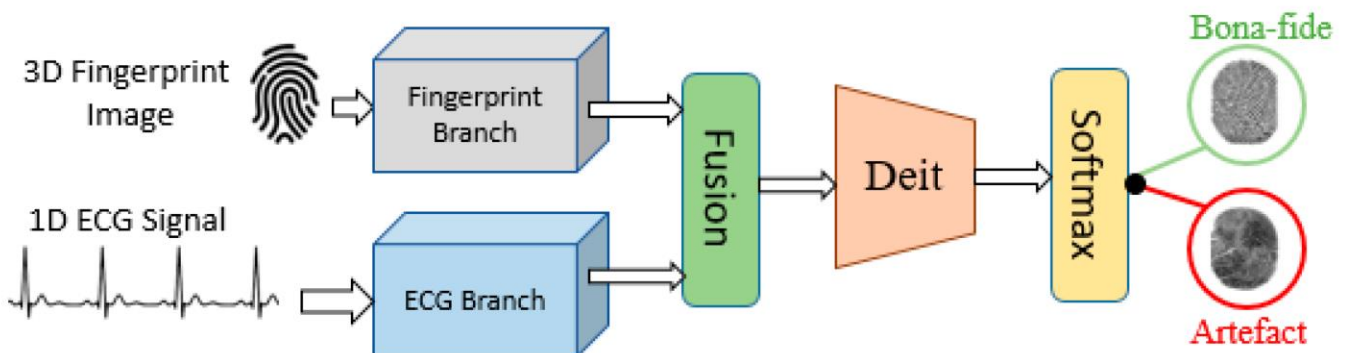 3D Fingerprint
Image
Fingerprint
Branch
1D ECG Signal
ECG Branch
Fusion
Deit
Softmax
Bona-fide
Artefact